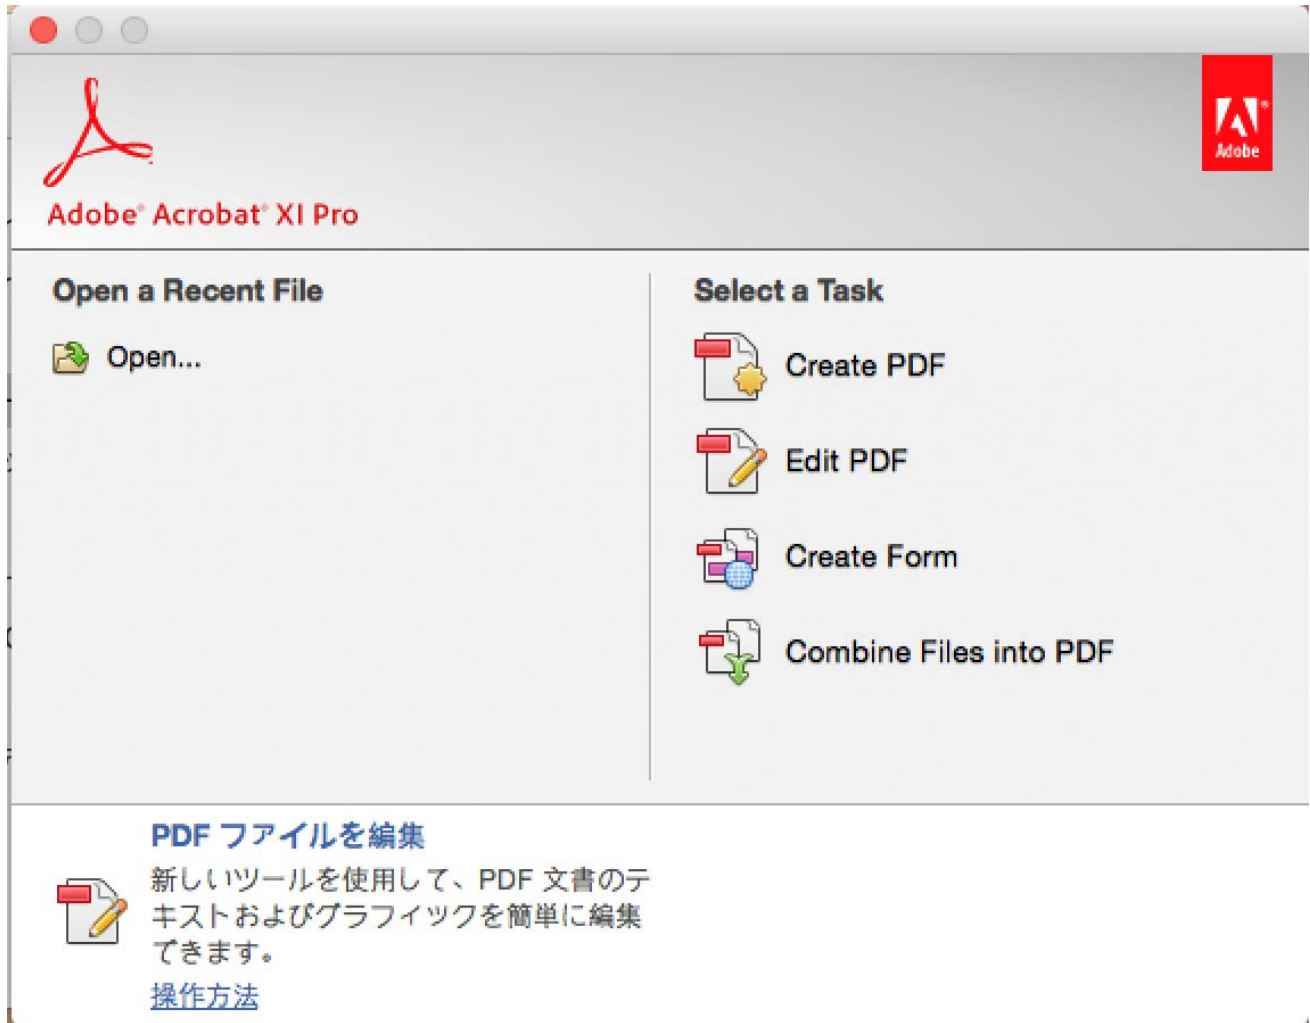 Adobe® Acrobat® XI Pro
Adobe
Open a Recent File
Open...
Select a Task
Create PDF
Edit PDF
Create Form
Combine Files into PDF
PDF ファイルを編集
新しいツールを使用して、PDF 文書のテ
キストおよびグラフィックを簡単に編集
できます。
操作方法